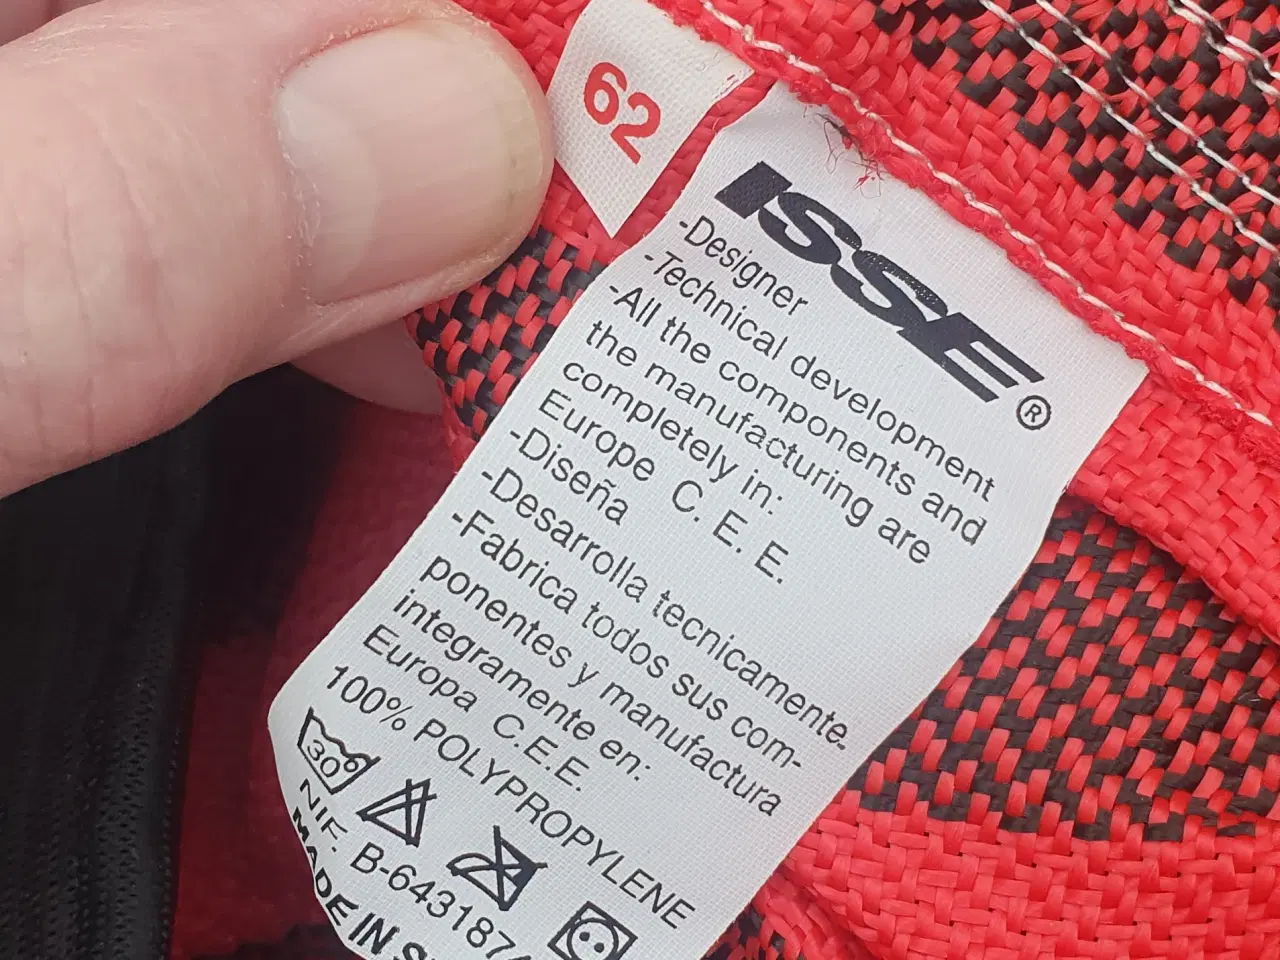 62
ISSE®
-Designer
-Technical development
-All the components and
the manufacturing are
completely in:
Europe C. E. E.
-Diseña
-Desarrolla tecnicamente.
-Fabrica todos sus com-
ponentes y manufactura
integramente en:
Europa C.E.E.
100% POLYPROPYLENE
30
NIF. B-643187
MADE IN